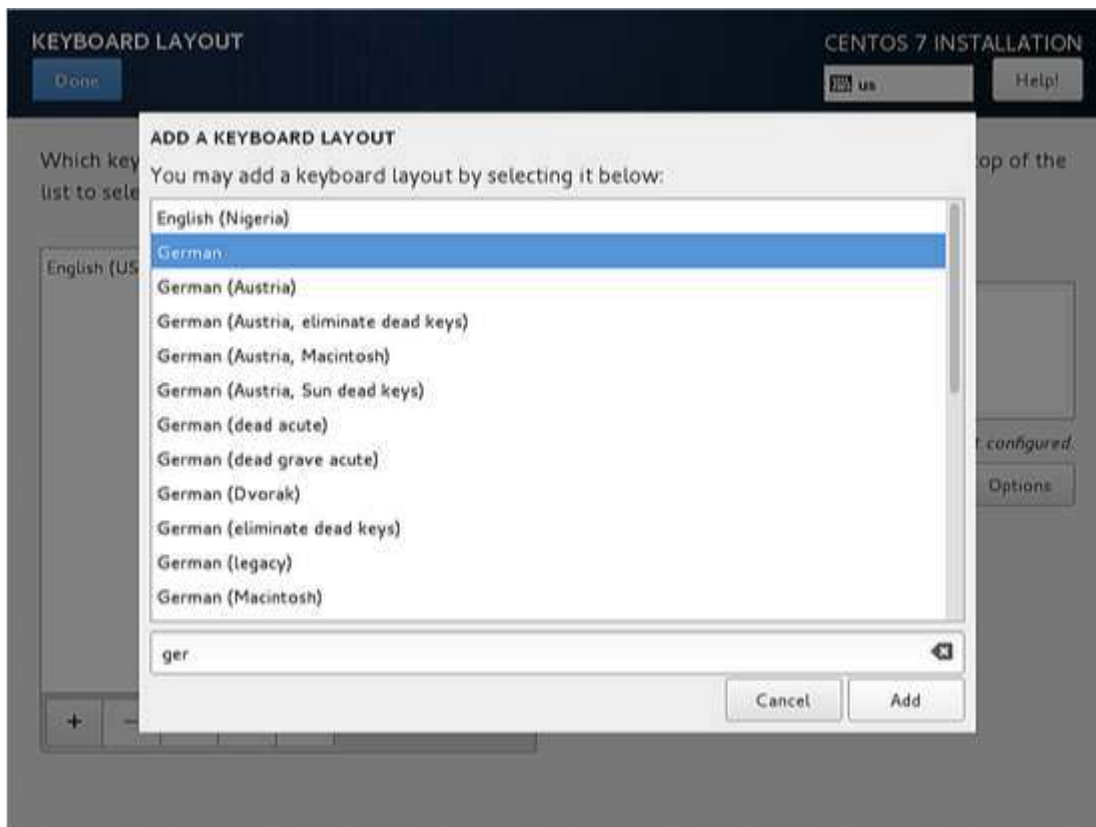 KEYBOARD LAYOUT
CENTOS 7 INSTALLATION
Done
us
Help!
ADD A KEYBOARD LAYOUT
Which key
You may add a keyboard layout by selecting it below:
top of the
list to sele
English (Nigeria)
German
English (US
German (Austria)
German (Austria, eliminate dead keys)
German (Austria, Macintosh)
German (Austria, Sun dead keys)
German (dead acute)
German (dead grave acute)
t configured.
German (Dvorak)
Options
German (eliminate dead keys)
German (legacy)
German (Macintosh)
ger
Cancel
Add